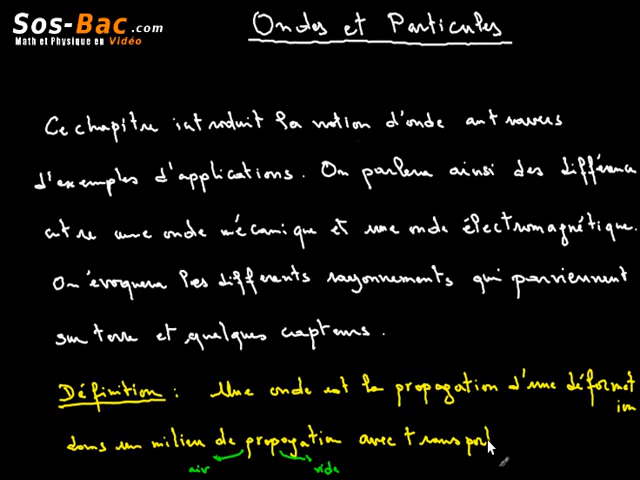 Sos-Bac.com
Math et Physique en Vidéo
Ondes et Particules
Ce chapitre introduit la notion d'onde au travers
d'exemples d'applications. On parlera ainsi des différence
entre une onde mécanique et une onde électromagnétique.
On évoquera les différents rayonnements qui parviennent
sur terre et quelques capteurs.
Définition : Une onde est la propagation d'une déformation
dans un milieu de propagation avec transport
air vide